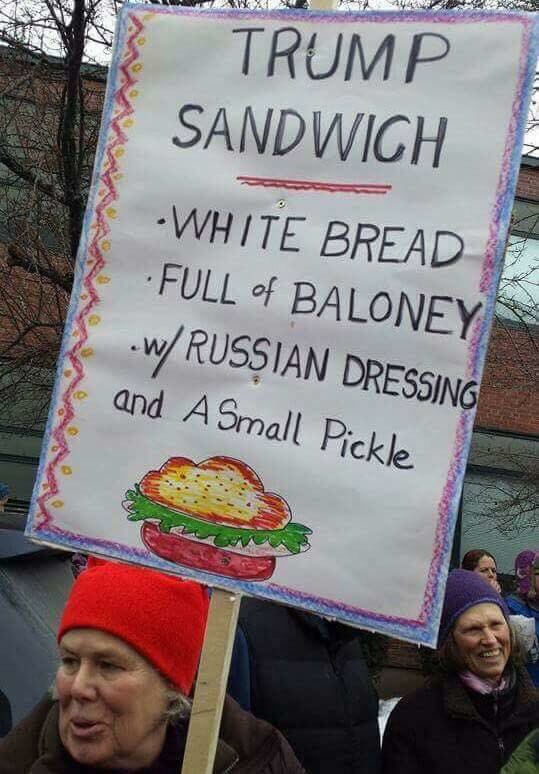 TRUMP
SANDWICH
·WHITE BREAD
·FULL of BALONEY
·w/RUSSIAN DRESSING
and A Small Pickle